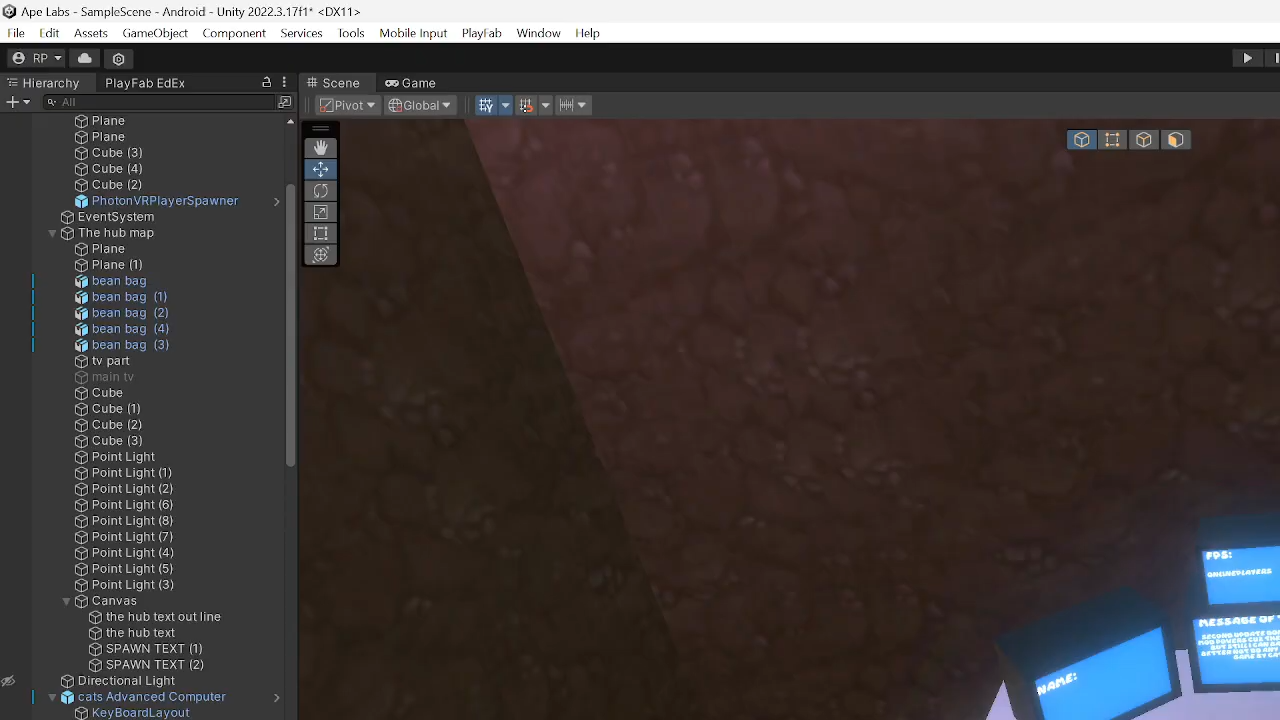 Ape Labs - SampleScene - Android - Unity 2022.3.17f1* <DX11>
File Edit Assets GameObject Component Services Tools Mobile Input PlayFab Window Help
RP
Hierarchy PlayFab EdEx Scene Game
All Pivot Global
Plane
Plane
Cube (3)
Cube (4)
Cube (2)
PhotonVRPlayerSpawner
EventSystem
The hub map
Plane
Plane (1)
bean bag
bean bag (1)
bean bag (2)
bean bag (4)
bean bag (3)
tv part
main tv
Cube
Cube (1)
Cube (2)
Cube (3)
Point Light
Point Light (1)
Point Light (2)
Point Light (6)
Point Light (8)
Point Light (7)
Point Light (4)
Point Light (5)
Point Light (3)
Canvas
the hub text out line
the hub text
SPAWN TEXT (1)
SPAWN TEXT (2)
Directional Light
cats Advanced Computer
KeyBoardLayout
FPS:
ONLINEPLAYERS
MESSAGE OF
NAME: